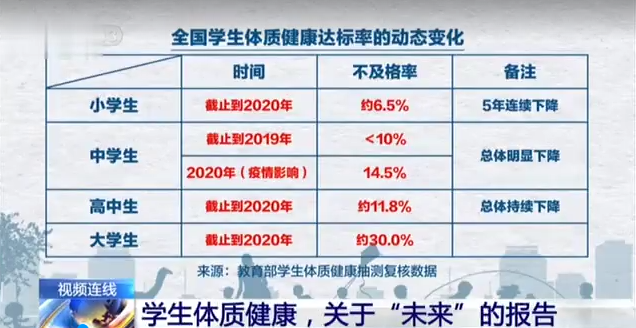 全国学生体质健康达标率的动态变化
时间 不及格率 备注
小学生 截止到2020年 约6.5% 5年连续下降
中学生 截止到2019年 <10% 总体明显下降
2020年（疫情影响） 14.5%
高中生 截止到2020年 约11.8% 总体持续下降
大学生 截止到2020年 约30.0%
来源：教育部学生体质健康抽测复核数据
视频连线
学生体质健康，关于“未来”的报告